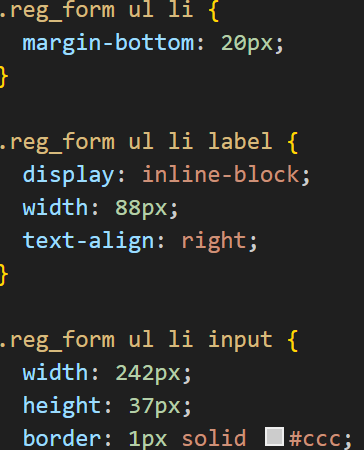 .reg_form ul li {
margin-bottom: 20px;
}
.reg_form ul li label {
display: inline-block;
width: 88px;
text-align: right;
}
.reg_form ul li input {
width: 242px;
height: 37px;
border: 1px solid #ccc;